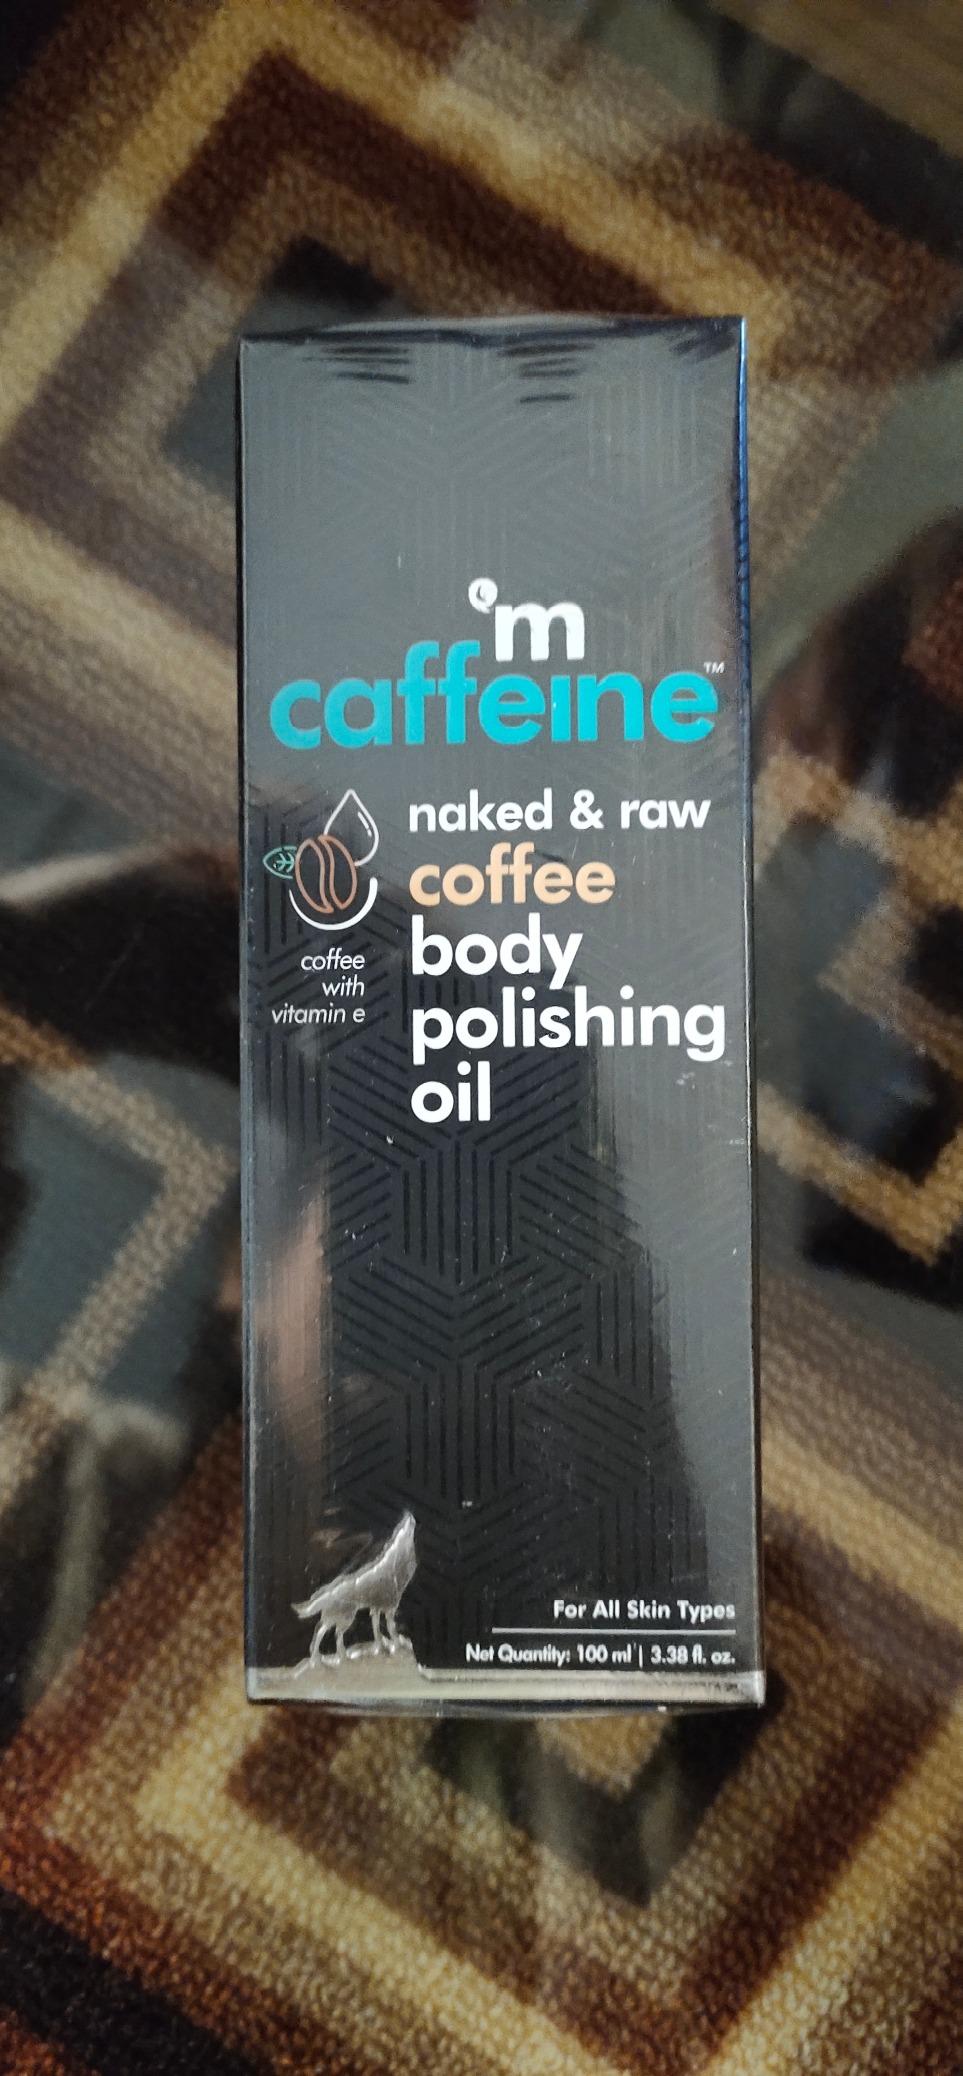 'm
caffeine™
naked & raw
coffee
body
polishing
oil
coffee
with
vitamin e
For All Skin Types
Net Quantity: 100 ml | 3.38 fl. oz.